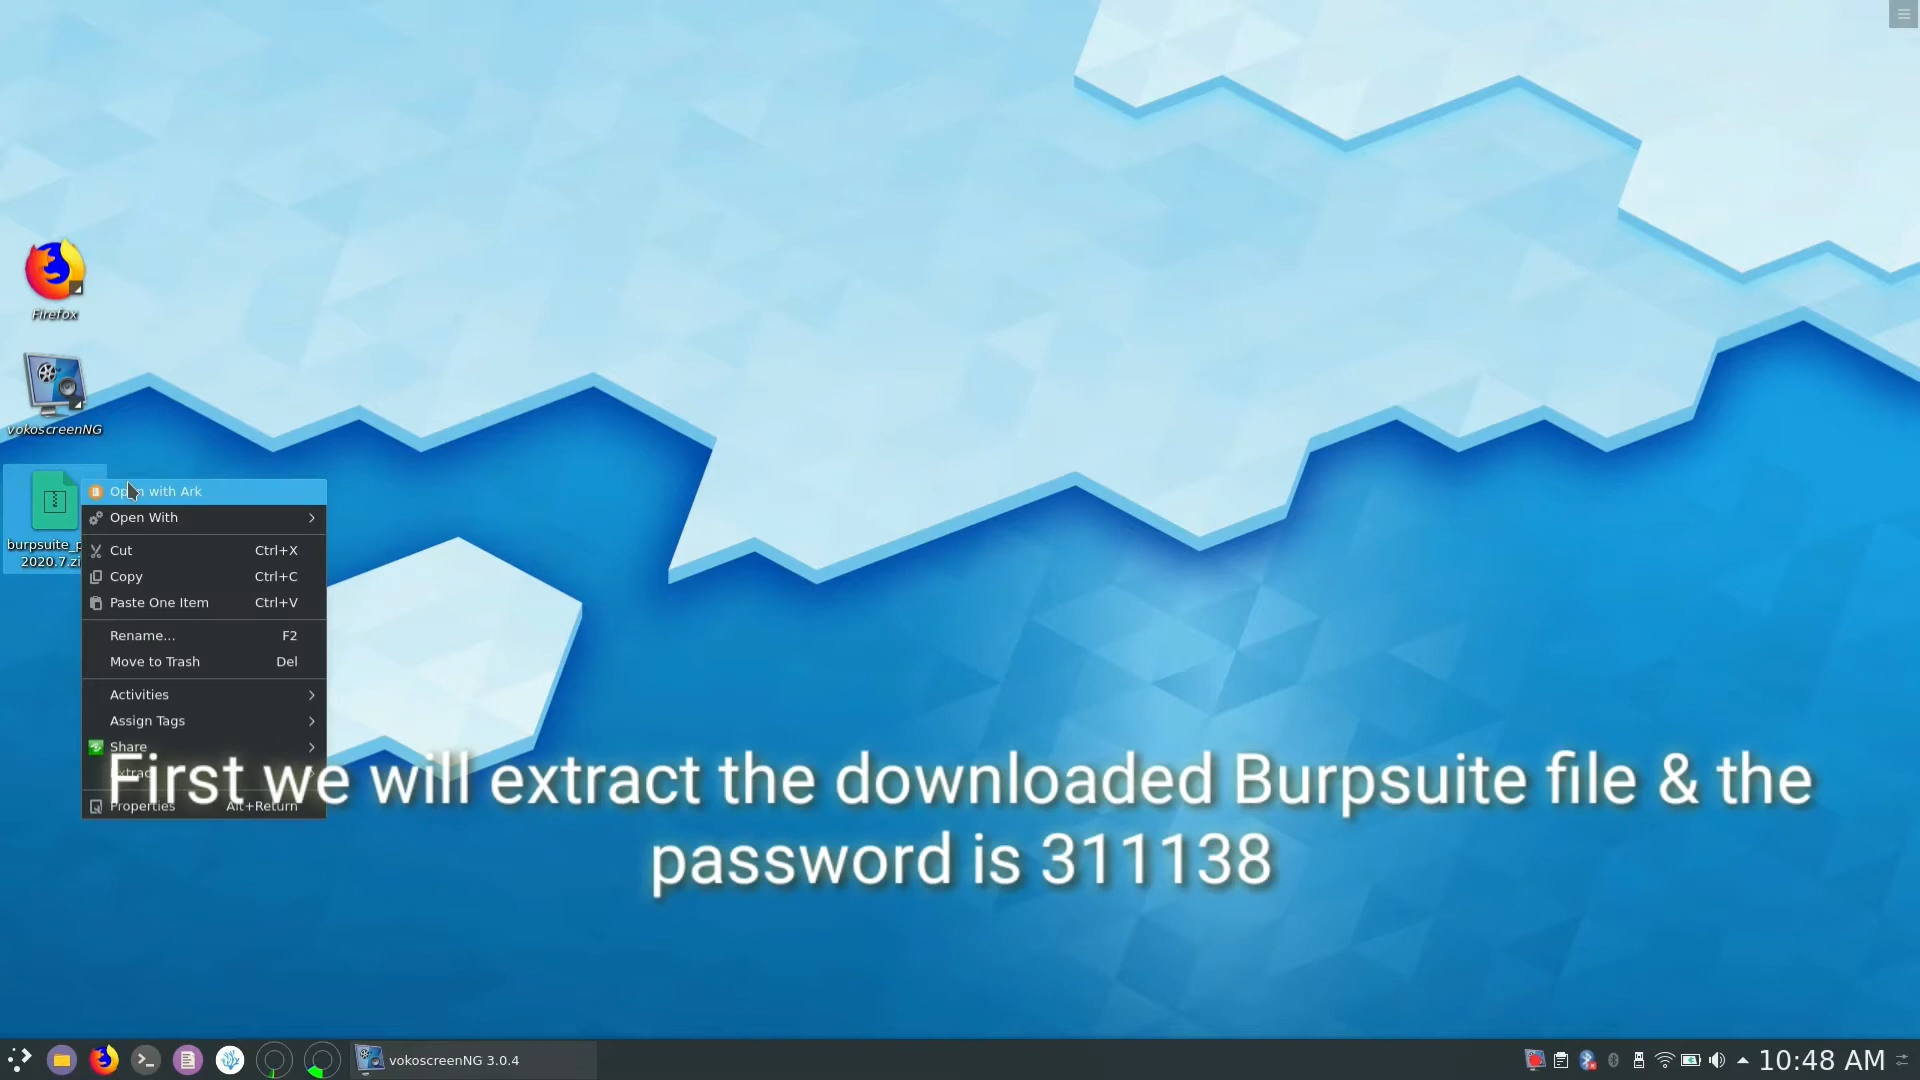 Firefox
vokoscreenNG
burpsuite_p
2020.7.zi
Open with Ark
Open With
Cut Ctrl+X
Copy Ctrl+C
Paste One Item Ctrl+V
Rename... F2
Move to Trash Del
Activities
Assign Tags
Share
Extract
Properties Alt+Return
First we will extract the downloaded Burpsuite file & the
password is 311138
vokoscreenNG 3.0.4
10:48 AM